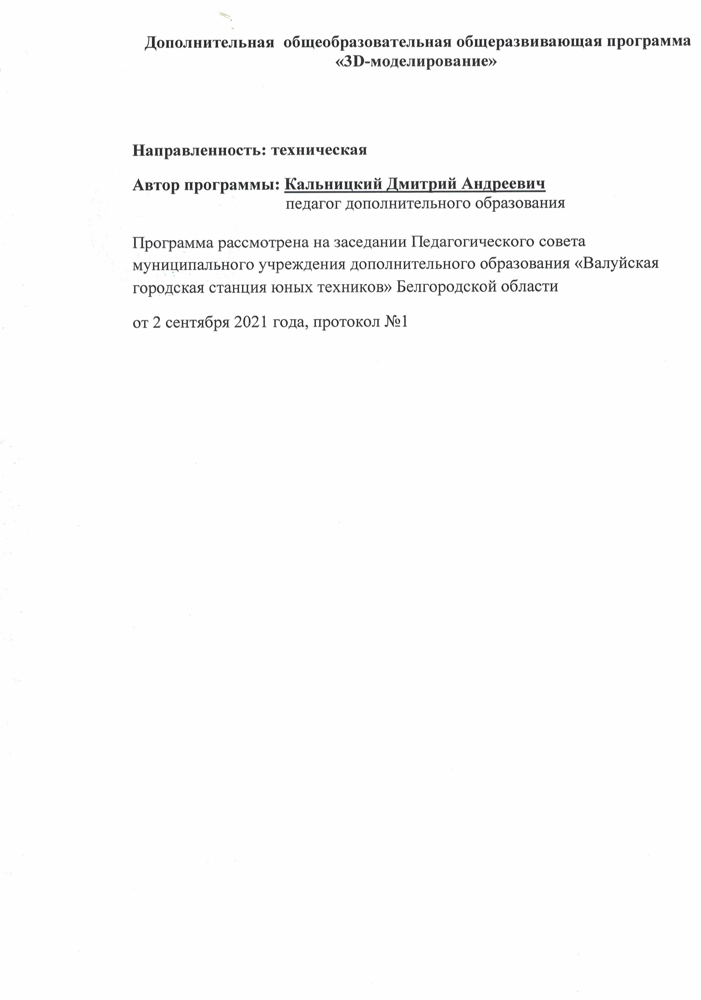 Дополнительная общеобразовательная общеразвивающая программа
«3D-моделирование»
Направленность: техническая
Автор программы: Кальницкий Дмитрий Андреевич
педагог дополнительного образования
Программа рассмотрена на заседании Педагогического совета
муниципального учреждения дополнительного образования «Валуйская
городская станция юных техников» Белгородской области
от 2 сентября 2021 года, протокол №1